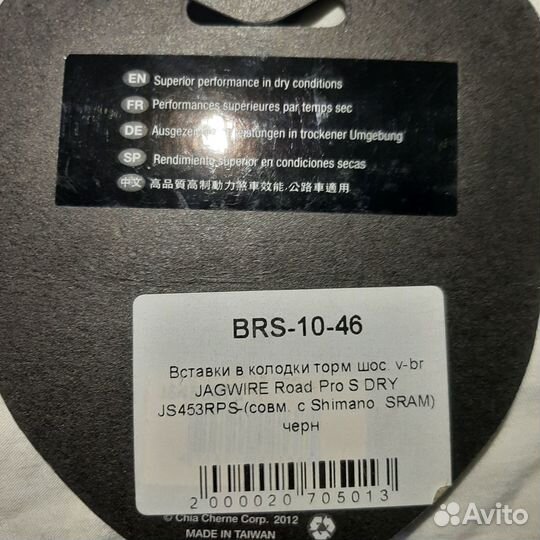 EN Superior performance in dry conditions
FR Performances supérieures par temps sec
DE in trockener Umgebung
SP Rendimiento superior en condiciones secas
中文 高品質高制動力煞車效能,公路車適用
BRS-10-46
Вставки в колодки торм шос. v-br
JAGWIRE Road Pro S DRY
JS453RPS-(совм. с Shimano SRAM)
черн
2 000020 705013
© Chia Cherne Corp. 2012
MADE IN TAIWAN
Avito